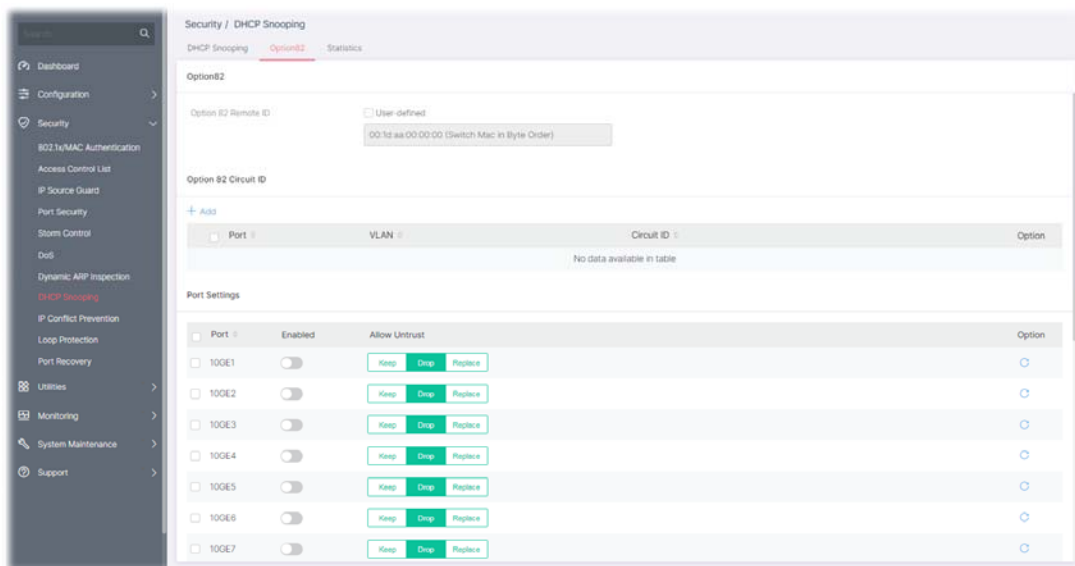 Search
Dashboard
Configuration
Security
802.1x/MAC Authentication
Access Control List
IP Source Guard
Port Security
Storm Control
DoS
Dynamic ARP Inspection
DHCP Snooping
IP Conflict Prevention
Loop Protection
Port Recovery
Utilities
Monitoring
System Maintenance
Support
Security / DHCP Snooping
DHCP Snooping Option82 Statistics
Option82
Option 82 Remote ID User-defined
00:1d:aa:00:00:00 (Switch Mac in Byte Order)
Option 82 Circuit ID
+ Add
Port VLAN Circuit ID Option
No data available in table
Port Settings
Port Enabled Allow Untrust Option
10GE1 Keep Drop Replace
10GE2 Keep Drop Replace
10GE3 Keep Drop Replace
10GE4 Keep Drop Replace
10GE5 Keep Drop Replace
10GE6 Keep Drop Replace
10GE7 Keep Drop Replace